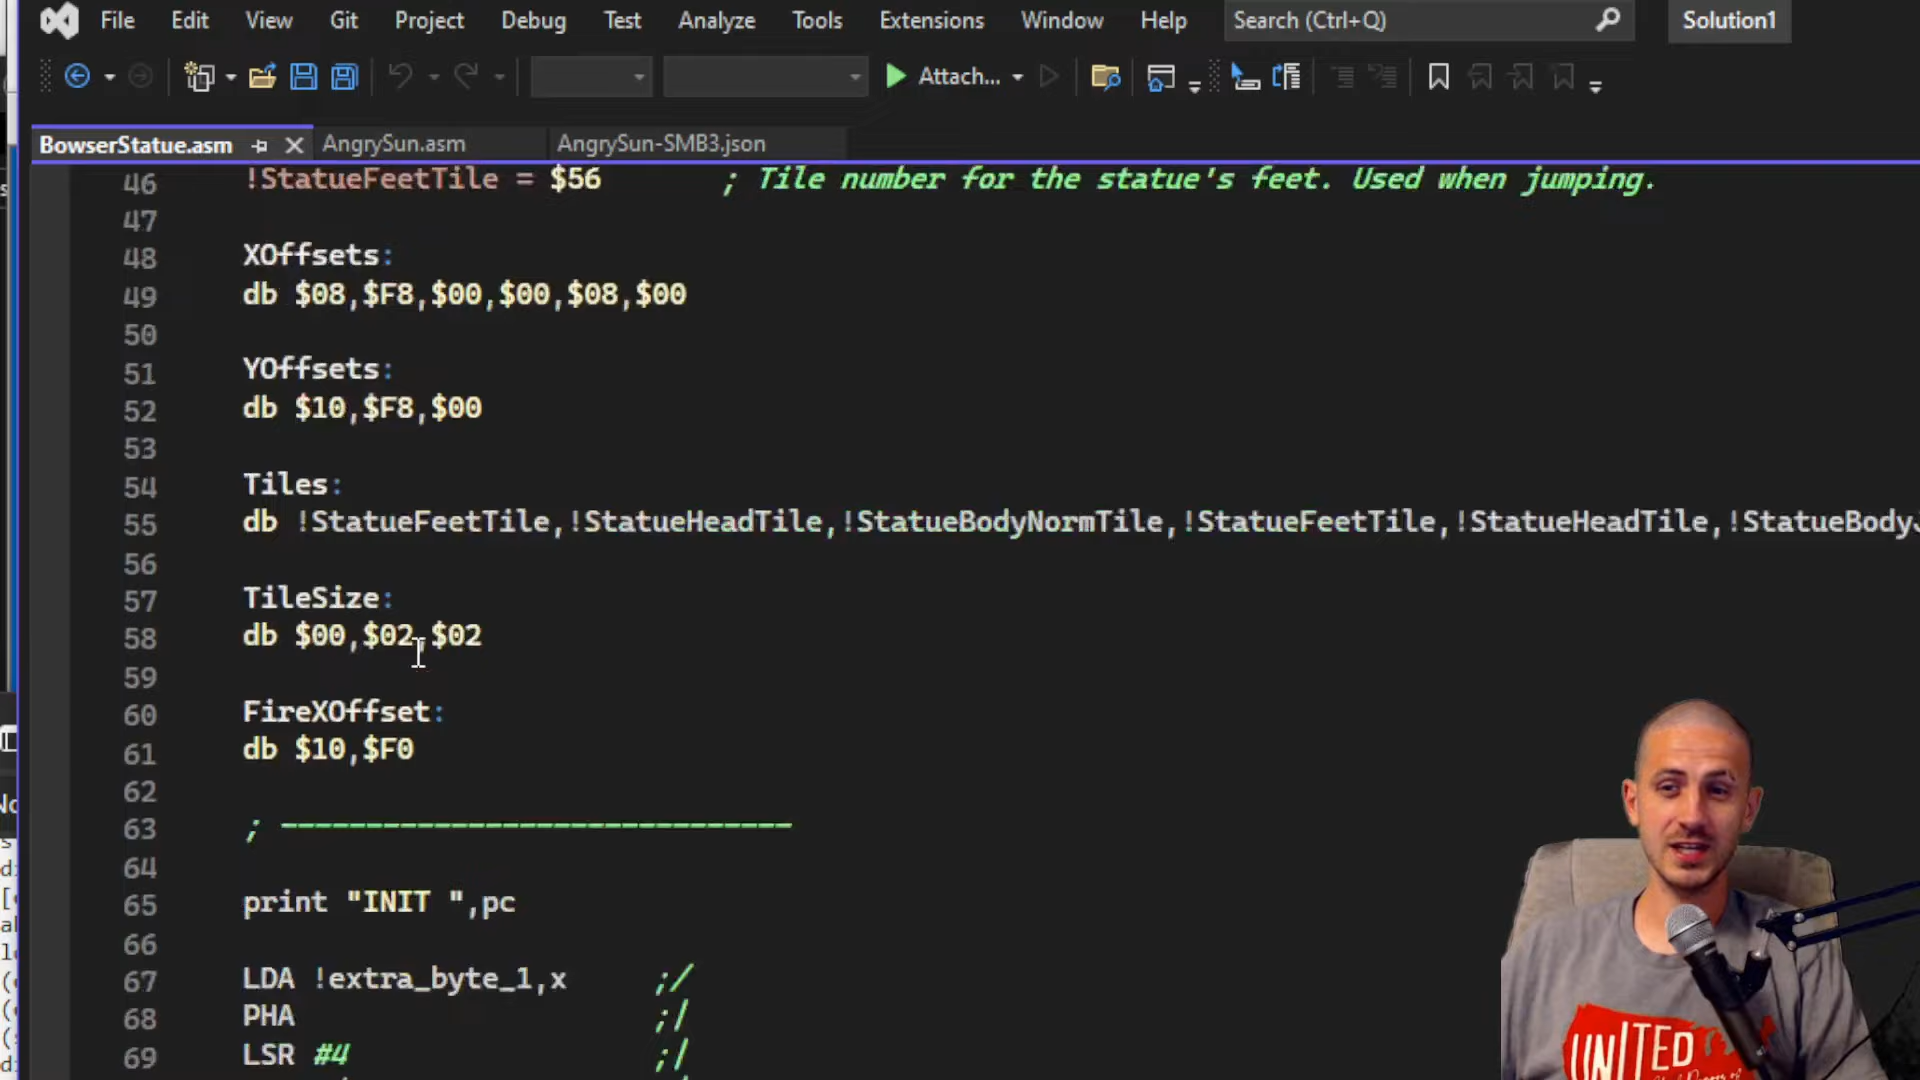 File Edit View Git Project Debug Test Analyze Tools Extensions Window Help Search (Ctrl+Q) Solution1
Attach...
BowserStatue.asm AngrySun.asm AngrySun-SMB3.json
46 !StatueFeetTile = $56 ; Tile number for the statue's feet. Used when jumping.
47
48 XOffsets:
49 db $08,$F8,$00,$00,$08,$00
50
51 YOffsets:
52 db $10,$F8,$00
53
54 Tiles:
55 db !StatueFeetTile,!StatueHeadTile,!StatueBodyNormTile,!StatueFeetTile,!StatueHeadTile,!StatueBodyJ
56
57 TileSize:
58 db $00,$02,$02
59
60 FireXOffset:
61 db $10,$F0
62
63 ; ------------------------------
64
65 print "INIT ",pc
66
67 LDA !extra_byte_1,x ;/
68 PHA ;|
69 LSR #4 ;|
UNITED